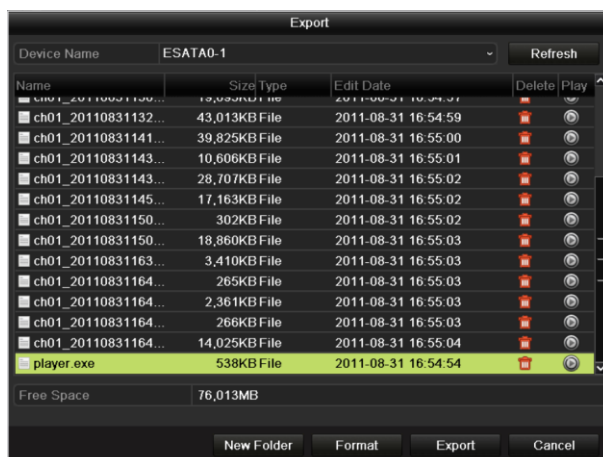 Export
Device Name ESATA0-1 Refresh
Name Size Type Edit Date Delete Play
ch01_20110831132... 43,013KB File 2011-08-31 16:54:59
ch01_20110831141... 39,825KB File 2011-08-31 16:55:00
ch01_20110831143... 10,606KB File 2011-08-31 16:55:01
ch01_20110831143... 28,707KB File 2011-08-31 16:55:02
ch01_20110831145... 17,163KB File 2011-08-31 16:55:02
ch01_20110831150... 302KB File 2011-08-31 16:55:02
ch01_20110831150... 18,860KB File 2011-08-31 16:55:03
ch01_20110831163... 3,410KB File 2011-08-31 16:55:03
ch01_20110831164... 265KB File 2011-08-31 16:55:03
ch01_20110831164... 2,361KB File 2011-08-31 16:55:03
ch01_20110831164... 266KB File 2011-08-31 16:55:03
ch01_20110831164... 14,025KB File 2011-08-31 16:55:04
player.exe 538KB File 2011-08-31 16:54:54
Free Space 76,013MB
New Folder Format Export Cancel